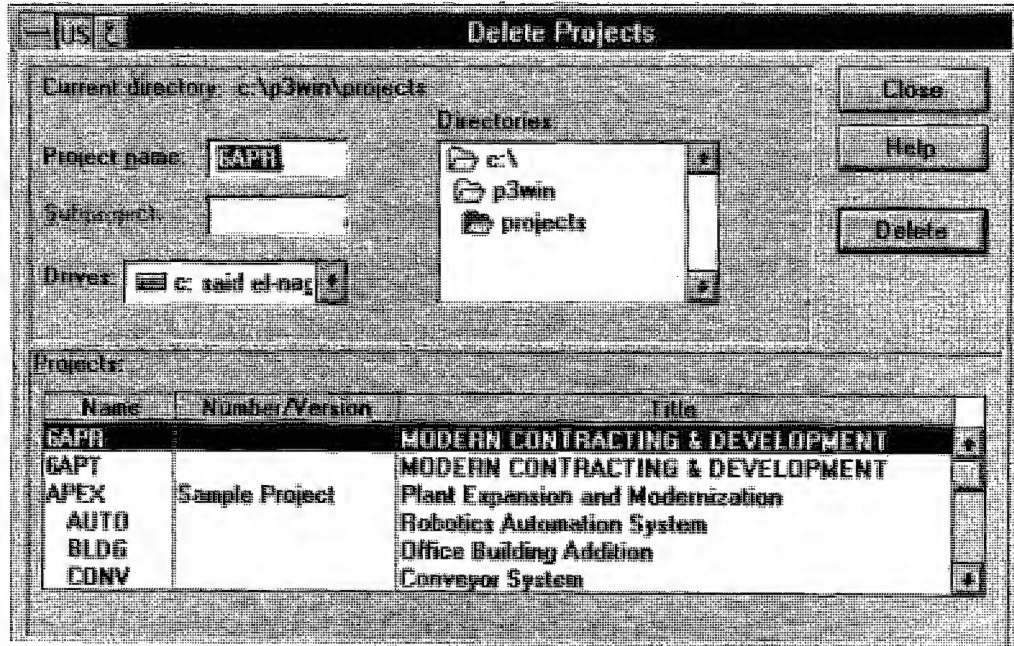 US
Delete Projects
Current directory: c:\p3win\projects
Close
Directories
Project name: 6APR
c:\
Help
p3win
Subproject:
projects
Delete
Drives: c: said el-nag
Projects:
Name Number/Version Title
6APR MODERN CONTRACTING & DEVELOPMENT
6APT MODERN CONTRACTING & DEVELOPMENT
APEX Sample Project Plant Expansion and Modernization
AUTO Robotics Automation System
BLDG Office Building Addition
CONV Conveyor System